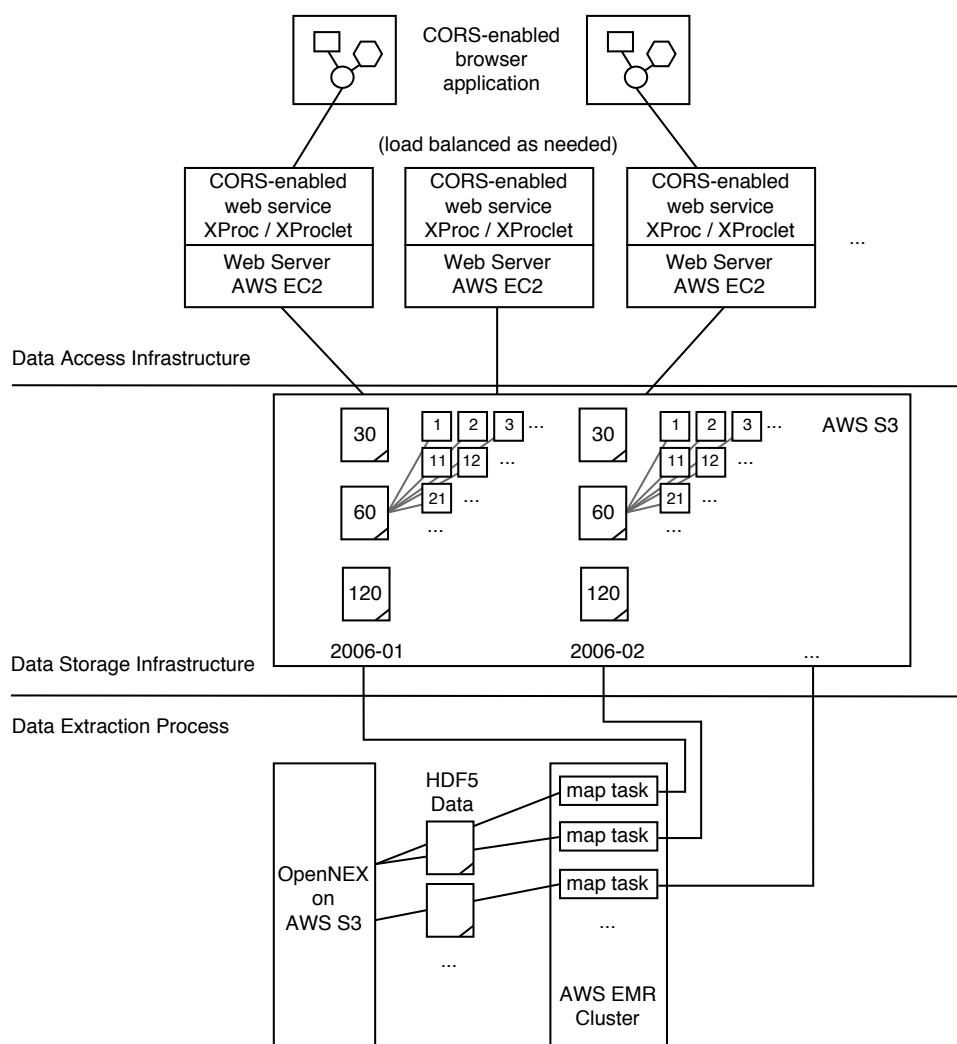 CORS-enabled
browser
application
(load balanced as needed)
CORS-enabled
web service
XProc / XProclet
Web Server
AWS EC2
CORS-enabled
web service
XProc / XProclet
Web Server
AWS EC2
CORS-enabled
web service
XProc / XProclet
Web Server
AWS EC2
...
Data Access Infrastructure
AWS S3
30
1 2 3 ...
11 12 ...
60
21 ...
...
120
2006-01
30
1 2 3 ...
11 12 ...
60
21 ...
...
120
2006-02
...
Data Storage Infrastructure
Data Extraction Process
OpenNEX
on
AWS S3
HDF5
Data
...
map task
map task
map task
...
AWS EMR
Cluster